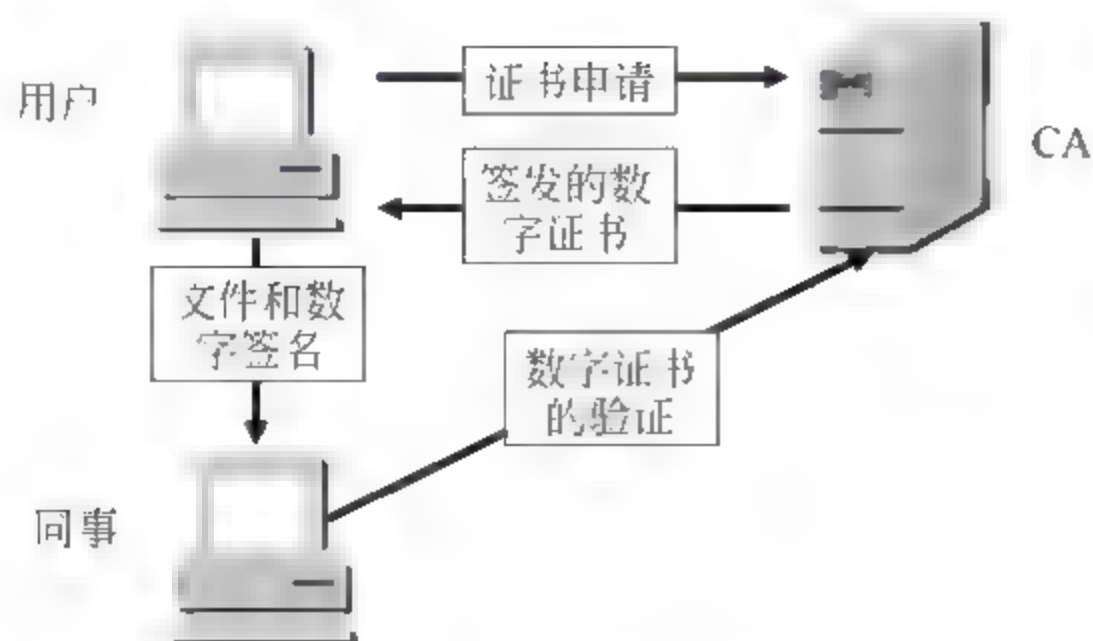 用户
证书申请
CA
签发的数
字证书
文件和数
字签名
数字证书
的验证
同事